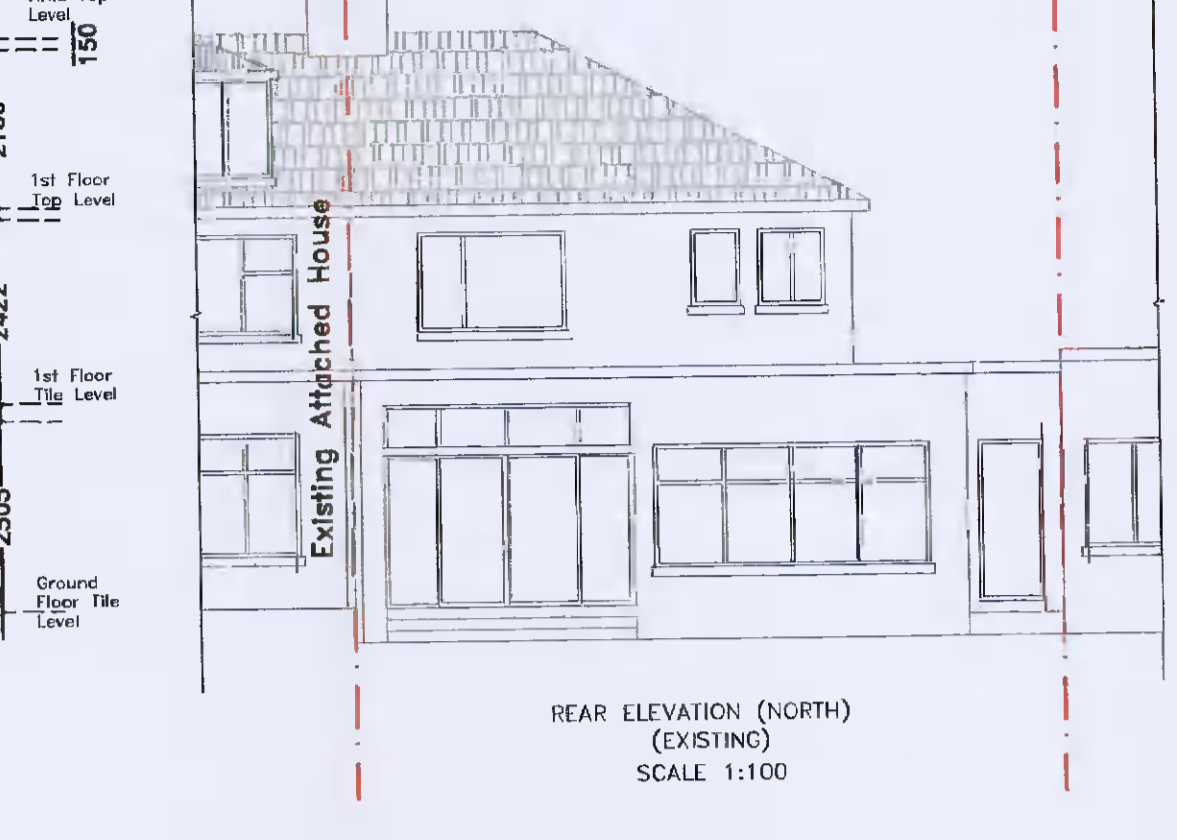 Level
150
1st Floor
Top Level
2422
1st Floor
Tile Level
Existing Attached House
2505
Ground
Floor Tile
Level
REAR ELEVATION (NORTH)
(EXISTING)
SCALE 1:100